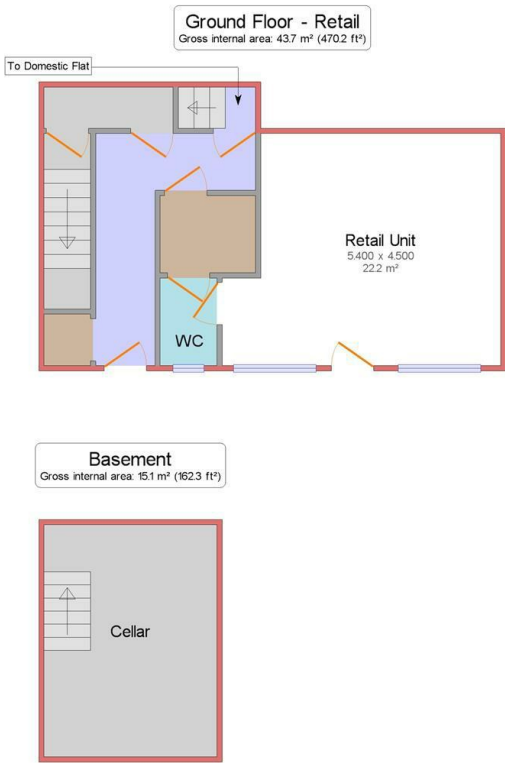 Ground Floor - Retail
Gross internal area: 43.7 m² (470.2 ft²)
To Domestic Flat
Retail Unit
5.400 x 4.500
22.2 m²
WC
Basement
Gross internal area: 15.1 m² (162.3 ft²)
Cellar